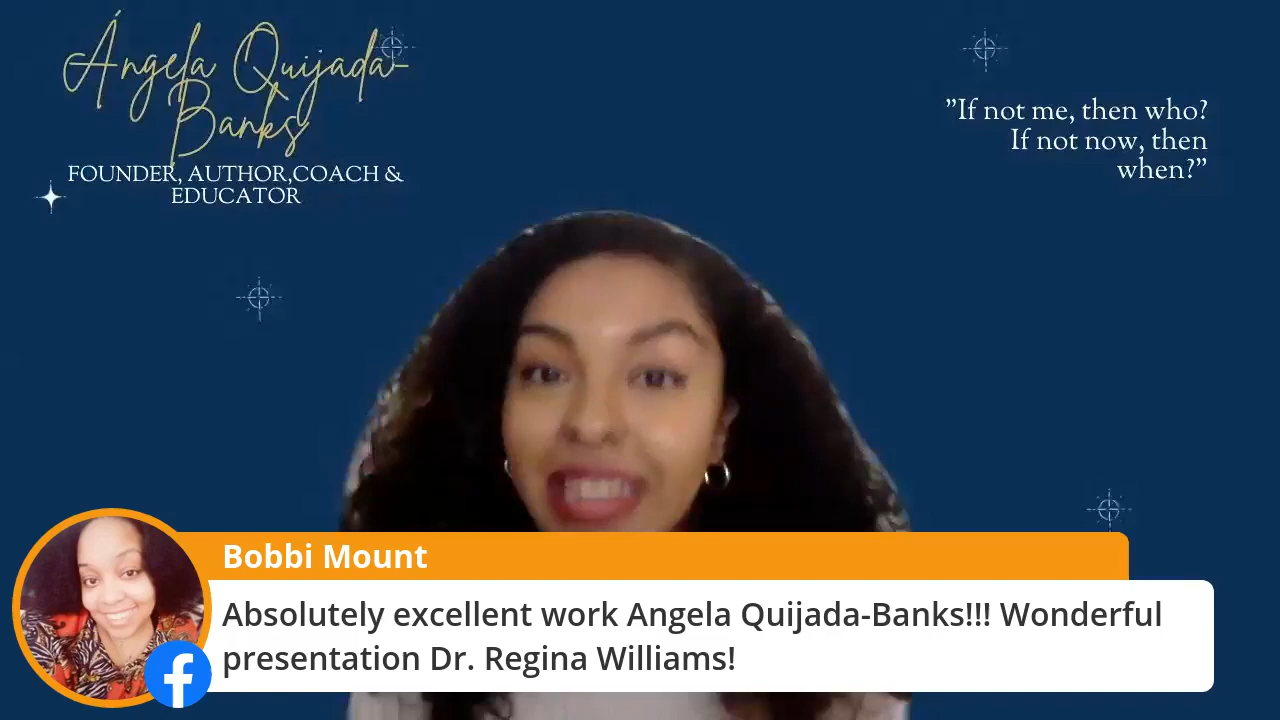 Ángela Quijada-
Banks
FOUNDER, AUTHOR,COACH &
EDUCATOR
"If not me, then who?
If not now, then
when?"
Bobbi Mount
Absolutely excellent work Angela Quijada-Banks!!! Wonderful
presentation Dr. Regina Williams!